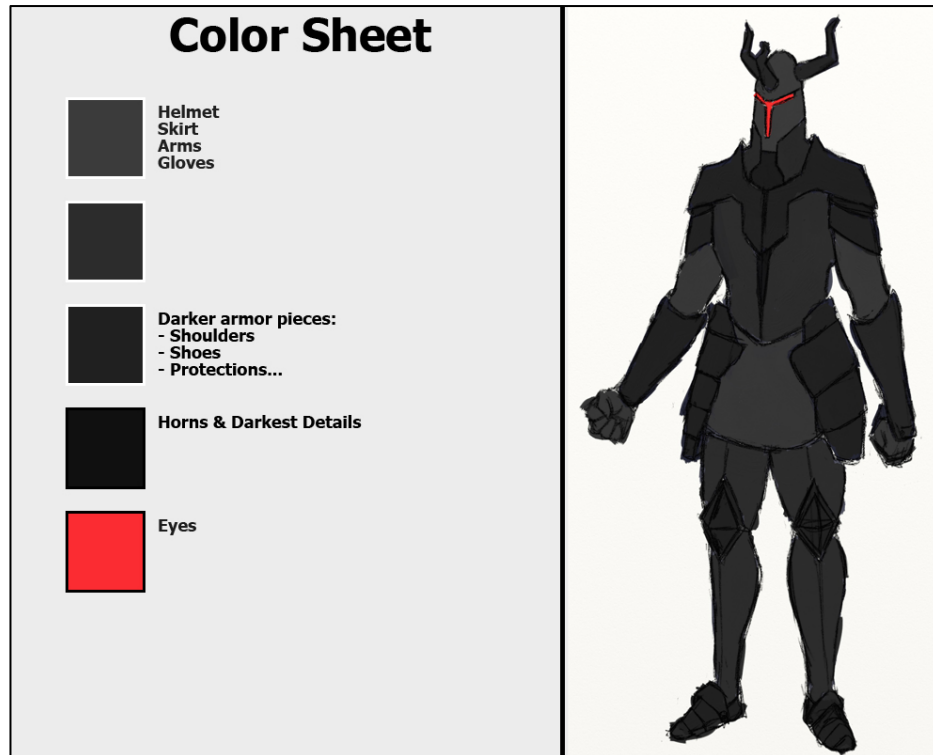 Color Sheet
Helmet
Skirt
Arms
Gloves
Darker armor pieces:
- Shoulders
- Shoes
- Protections...
Horns & Darkest Details
Eyes